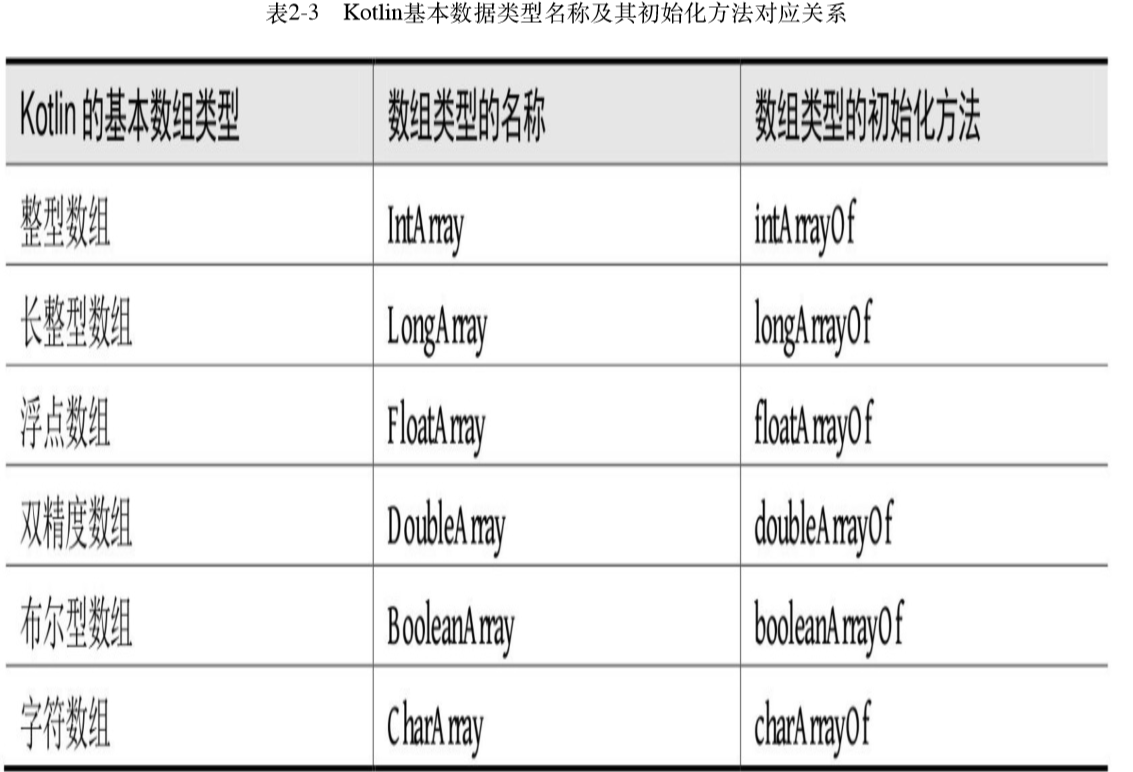 表2-3 Kotlin基本数据类型名称及其初始化方法对应关系
Kotlin 的基本数组类型 数组类型的名称 数组类型的初始化方法
整型数组 IntArray intArrayOf
长整型数组 LongArray longArrayOf
浮点数组 FloatArray floatArrayOf
双精度数组 DoubleArray doubleArrayOf
布尔型数组 BooleanArray booleanArrayOf
字符数组 CharArray charArrayOf